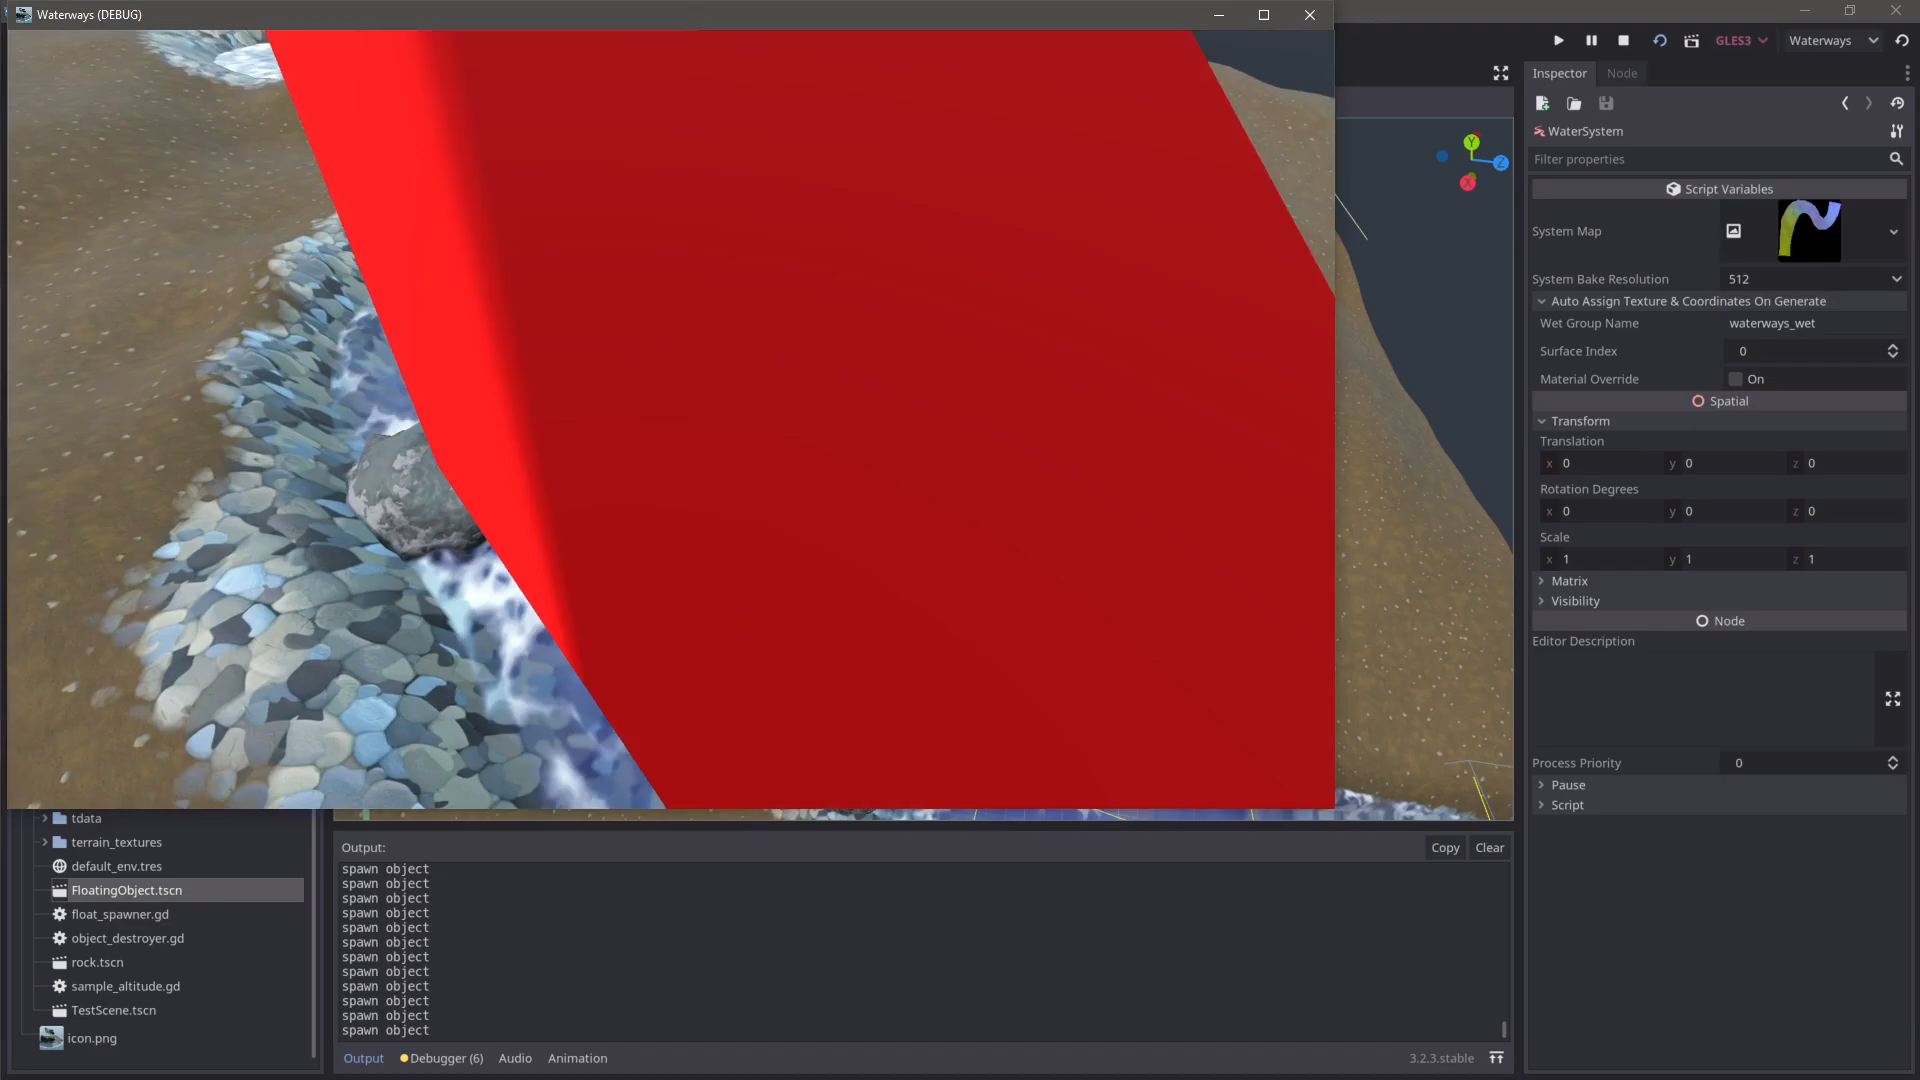 Waterways (DEBUG)
GLES3
Waterways
Inspector
Node
WaterSystem
Filter properties
Script Variables
System Map
System Bake Resolution
512
Auto Assign Texture & Coordinates On Generate
Wet Group Name
waterways_wet
Surface Index
0
Material Override
On
Spatial
Transform
Translation
x 0 y 0 z 0
Rotation Degrees
x 0 y 0 z 0
Scale
x 1 y 1 z 1
Matrix
Visibility
Node
Editor Description
Process Priority
0
Pause
Script
Y
Z
X
tdata
terrain_textures
default_env.tres
FloatingObject.tscn
float_spawner.gd
object_destroyer.gd
rock.tscn
sample_altitude.gd
TestScene.tscn
icon.png
Output:
Copy
Clear
spawn object
spawn object
spawn object
spawn object
spawn object
spawn object
spawn object
spawn object
spawn object
spawn object
spawn object
spawn object
Output
Debugger (6)
Audio
Animation
3.2.3.stable